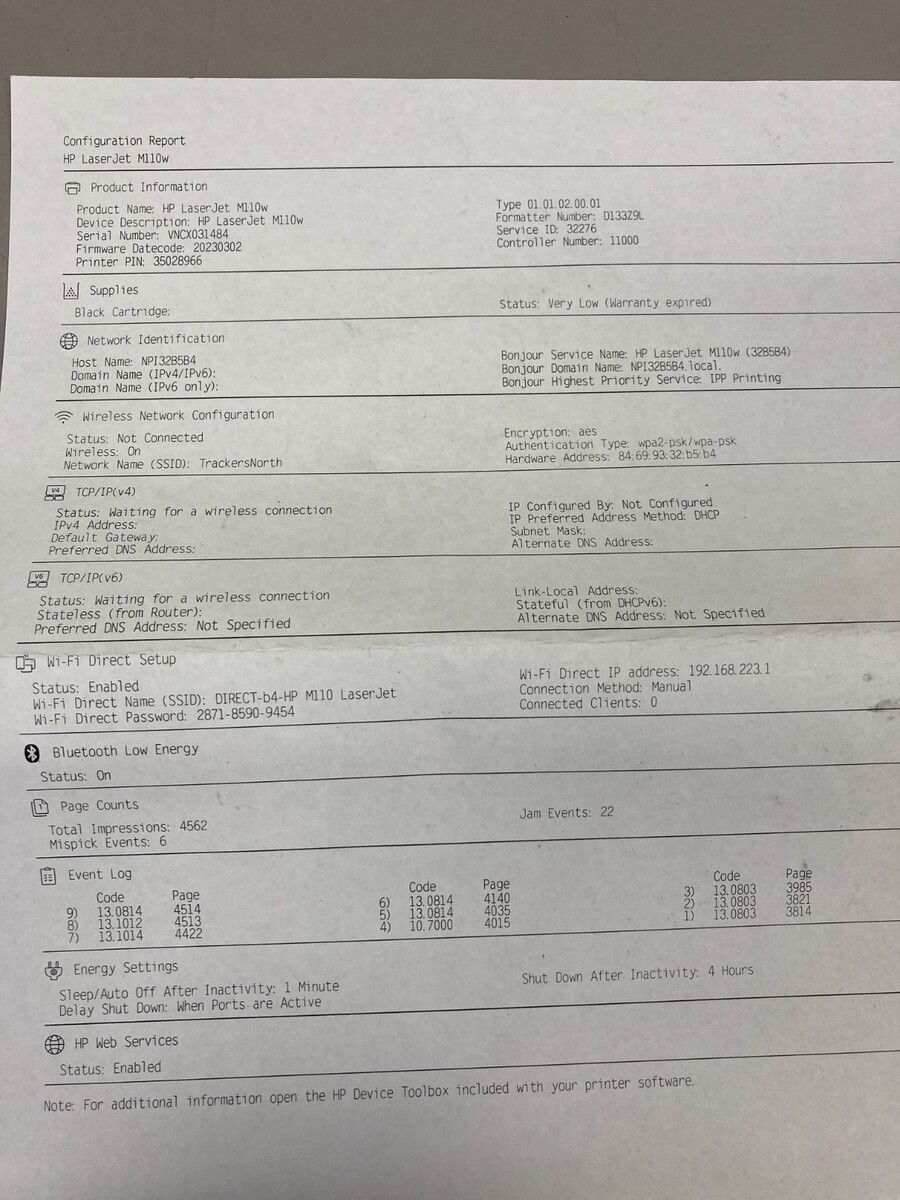 Configuration Report
HP LaserJet M110w
Product Information
Product Name: HP LaserJet M110w
Device Description: HP LaserJet M110w
Serial Number: VNCX031484
Firmware Datecode: 20230302
Printer PIN: 35028966
Type 01.01.02.00.01
Formatter Number: D133Z9L
Service ID: 32276
Controller Number: 11000
Supplies
Black Cartridge:
Status: Very Low (Warranty expired)
Network Identification
Host Name: NPI32B5B4
Domain Name (IPv4/IPv6):
Domain Name (IPv6 only):
Bonjour Service Name: HP LaserJet M110w (32B5B4)
Bonjour Domain Name: NPI32B5B4.local.
Bonjour Highest Priority Service: IPP Printing
Wireless Network Configuration
Status: Not Connected
Wireless: On
Network Name (SSID): TrackersNorth
Encryption: aes
Authentication Type: wpa2-psk/wpa-psk
Hardware Address: 84:69:93:32:b5:b4
V4 TCP/IP(v4)
Status: Waiting for a wireless connection
IPv4 Address:
Default Gateway:
Preferred DNS Address:
IP Configured By: Not Configured
IP Preferred Address Method: DHCP
Subnet Mask:
Alternate DNS Address:
V6 TCP/IP(v6)
Status: Waiting for a wireless connection
Stateless (from Router):
Preferred DNS Address: Not Specified
Link-Local Address:
Stateful (from DHCPv6):
Alternate DNS Address: Not Specified
Wi-Fi Direct Setup
Status: Enabled
Wi-Fi Direct Name (SSID): DIRECT-b4-HP M110 LaserJet
Wi-Fi Direct Password: 2871-8590-9454
Wi-Fi Direct IP address: 192.168.223.1
Connection Method: Manual
Connected Clients: 0
Bluetooth Low Energy
Status: On
Page Counts
Total Impressions: 4562
Mispick Events: 6
Jam Events: 22
Event Log
Code Page
9) 13.0814 4514
8) 13.1012 4513
7) 13.1014 4422
Code Page
6) 13.0814 4140
5) 13.0814 4035
4) 10.7000 4015
Code Page
3) 13.0803 3985
2) 13.0803 3821
1) 13.0803 3814
Energy Settings
Sleep/Auto Off After Inactivity: 1 Minute
Delay Shut Down: When Ports are Active
Shut Down After Inactivity: 4 Hours
HP Web Services
Status: Enabled
Note: For additional information open the HP Device Toolbox included with your printer software.